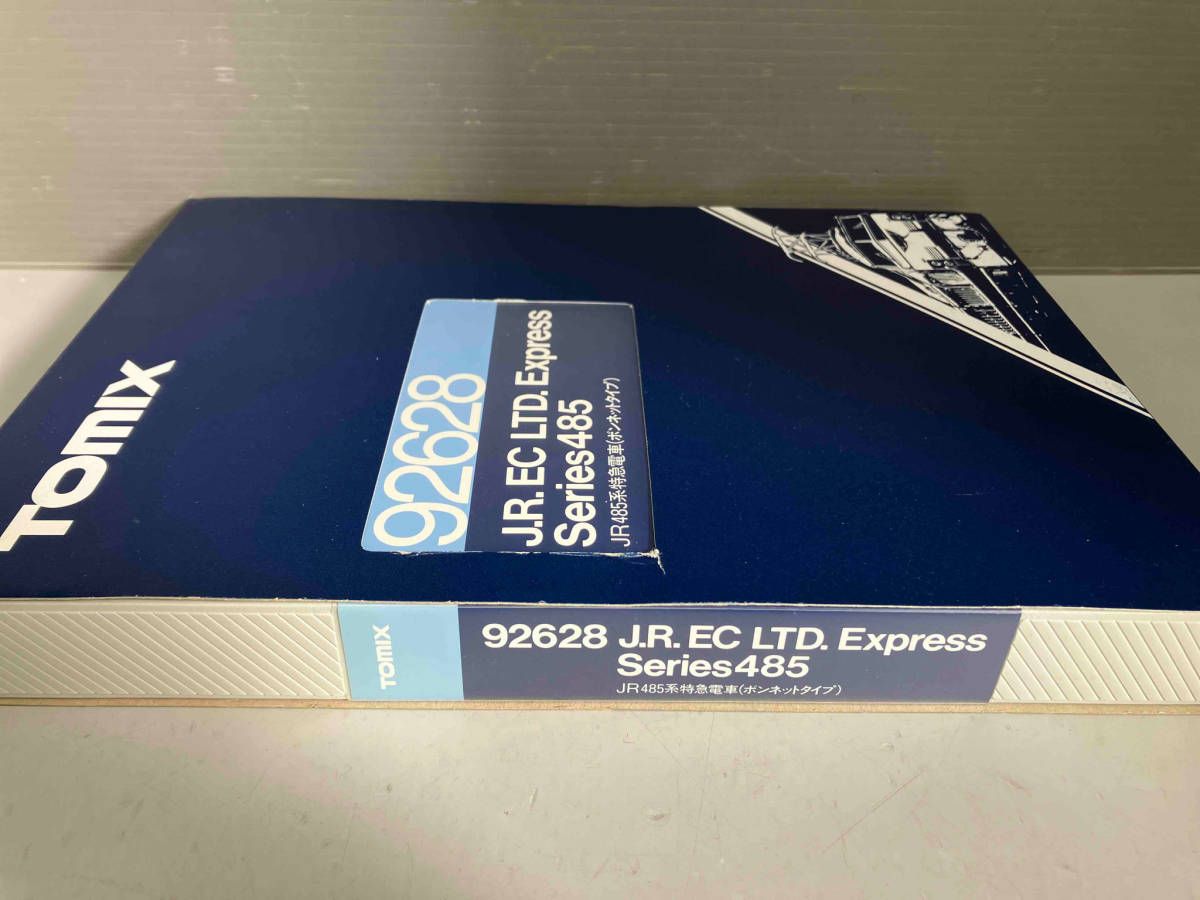 TOMIX
92628
J.R. EC LTD. Express
Series485
JR485系特急電車(ボンネットタイプ)
TOMIX
92628 J.R. EC LTD. Express
Series485
JR485系特急電車(ボンネットタイプ)